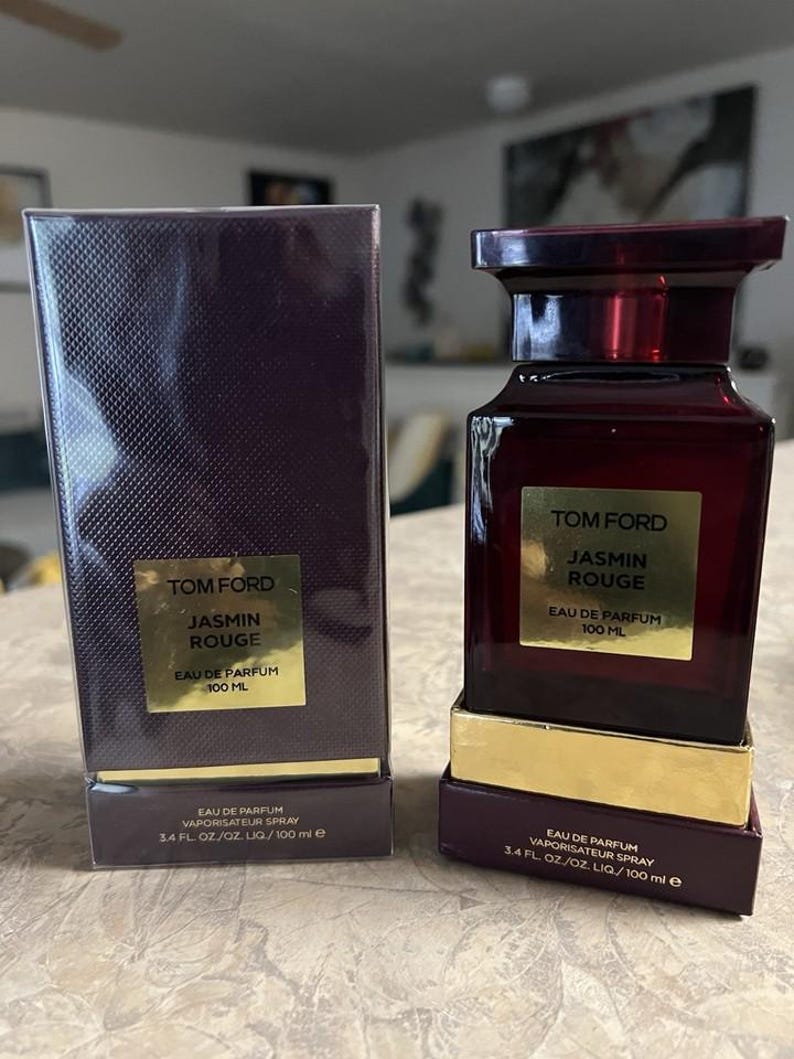 TOM FORD
JASMIN
ROUGE
EAU DE PARFUM
100 ML
EAU DE PARFUM
VAPORISATEUR SPRAY
3.4 FL. OZ./OZ. LIQ./ 100 ml ℮
TOM FORD
JASMIN
ROUGE
EAU DE PARFUM
100 ML
EAU DE PARFUM
VAPORISATEUR SPRAY
3.4 FL. OZ./OZ. LIQ./ 100 ml ℮